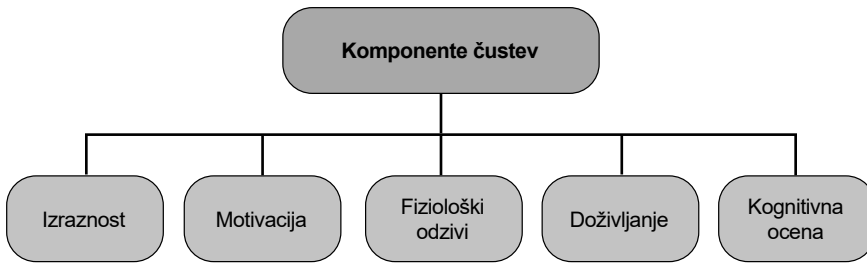 Komponente čustev
Izraznost
Motivacija
Fiziološki
odzivi
Doživljanje
Kognitivna
ocena